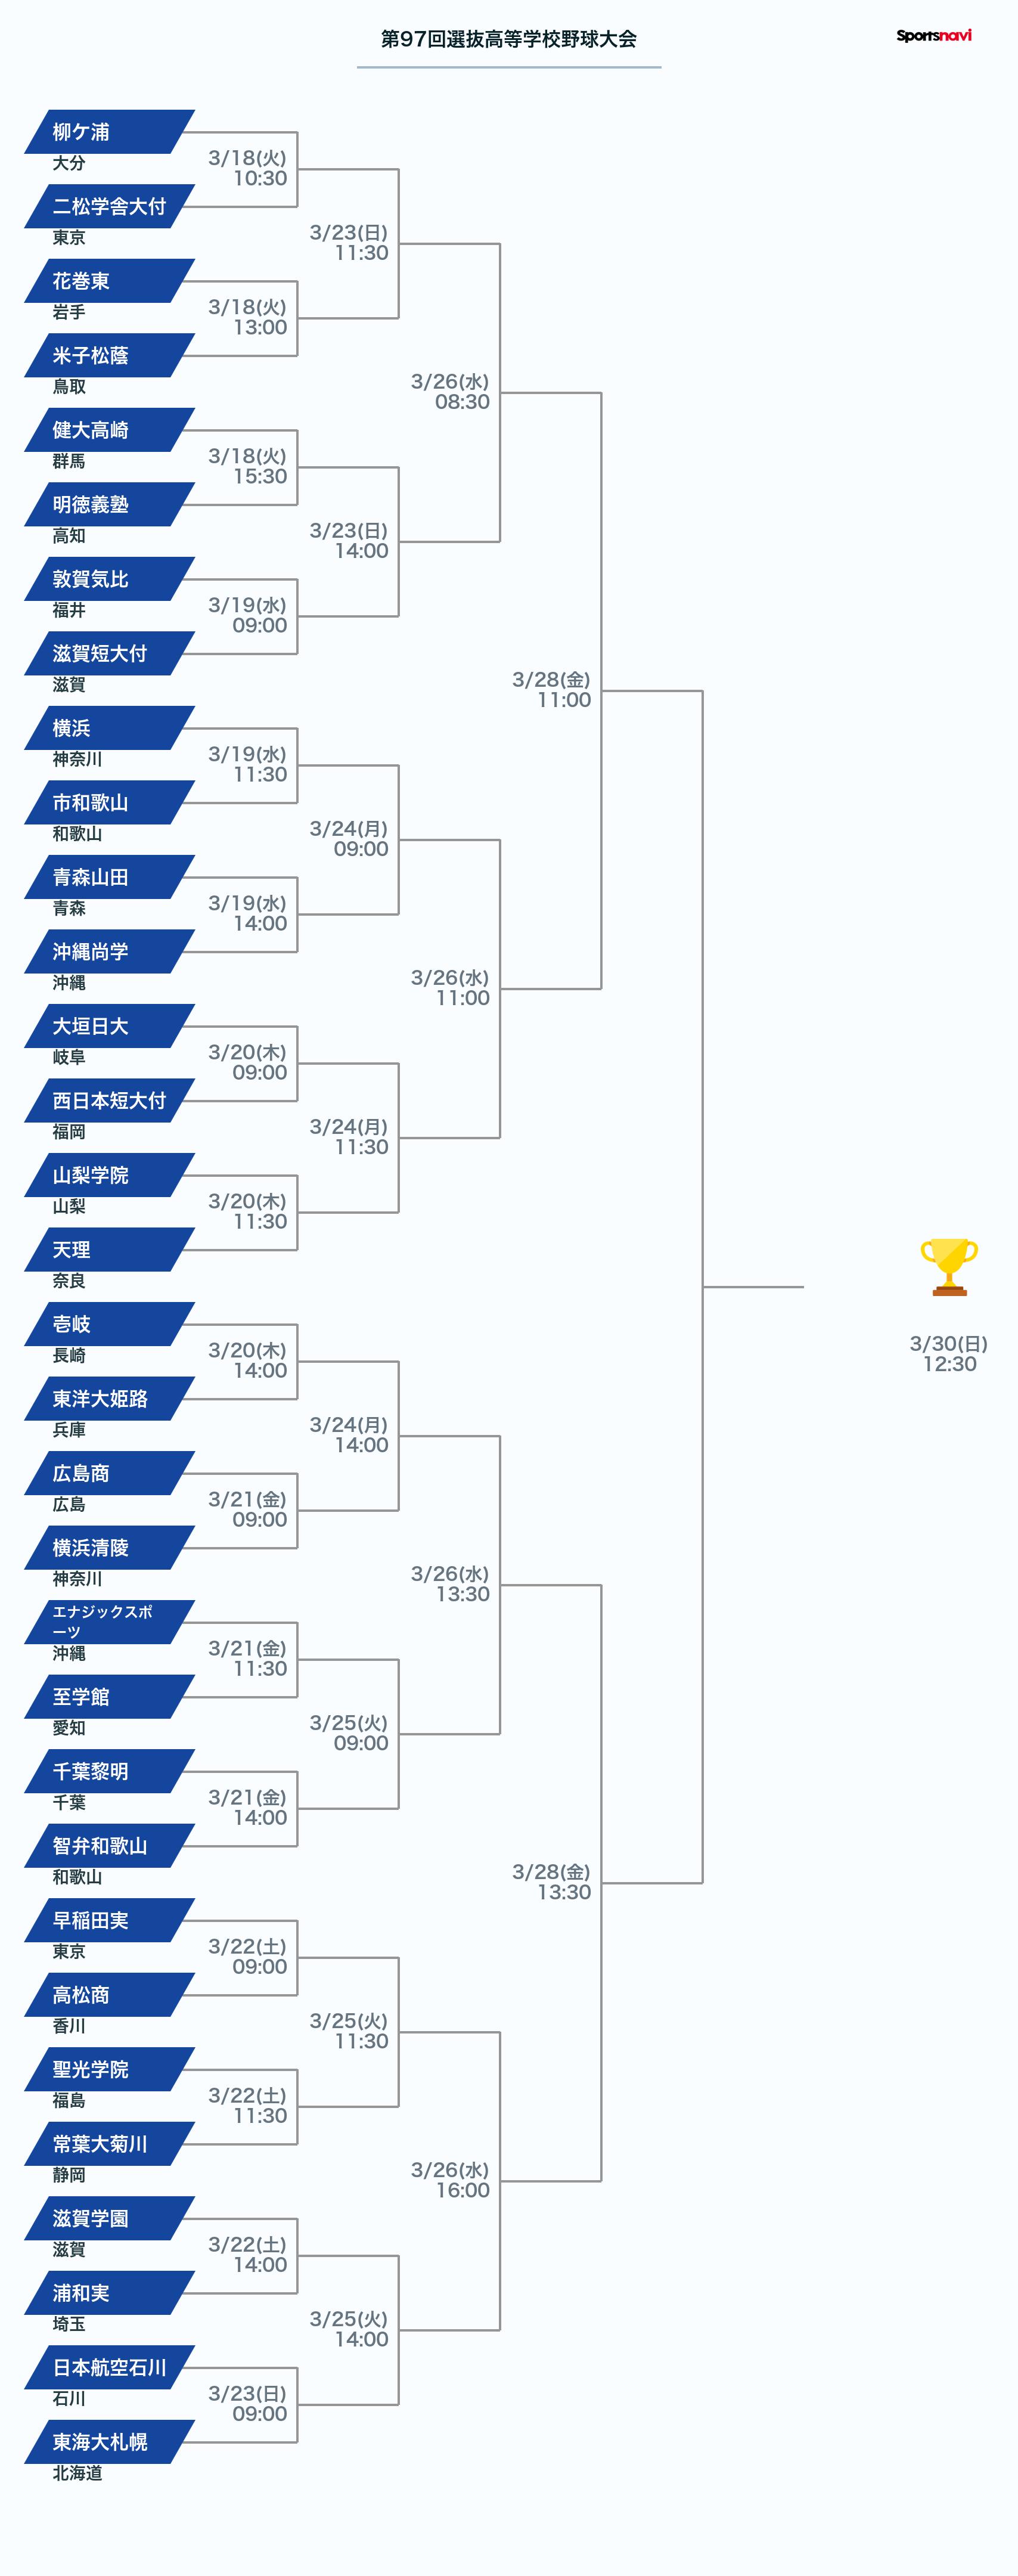 第97回選抜高等学校野球大会
Sportsnavi
柳ケ浦
大分
3/18(火)
10:30
二松学舎大付
東京
3/23(日)
11:30
花巻東
岩手
3/18(火)
13:00
米子松蔭
鳥取
3/26(水)
08:30
健大高崎
群馬
3/18(火)
15:30
明徳義塾
高知
3/23(日)
14:00
敦賀気比
福井
3/19(水)
09:00
滋賀短大付
滋賀
3/28(金)
11:00
横浜
神奈川
3/19(水)
11:30
市和歌山
和歌山
3/24(月)
09:00
青森山田
青森
3/19(水)
14:00
沖縄尚学
沖縄
3/26(水)
11:00
大垣日大
岐阜
3/20(木)
09:00
西日本短大付
福岡
3/24(月)
11:30
山梨学院
山梨
3/20(木)
11:30
天理
奈良
3/30(日)
12:30
壱岐
長崎
3/20(木)
14:00
東洋大姫路
兵庫
3/24(月)
14:00
広島商
広島
3/21(金)
09:00
横浜清陵
神奈川
3/26(水)
13:30
エナジックスポ
ーツ
沖縄
3/21(金)
11:30
至学館
愛知
3/25(火)
09:00
千葉黎明
千葉
3/21(金)
14:00
智弁和歌山
和歌山
3/28(金)
13:30
早稲田実
東京
3/22(土)
09:00
高松商
香川
3/25(火)
11:30
聖光学院
福島
3/22(土)
11:30
常葉大菊川
静岡
3/26(水)
16:00
滋賀学園
滋賀
3/22(土)
14:00
浦和実
埼玉
3/25(火)
14:00
日本航空石川
石川
3/23(日)
09:00
東海大札幌
北海道